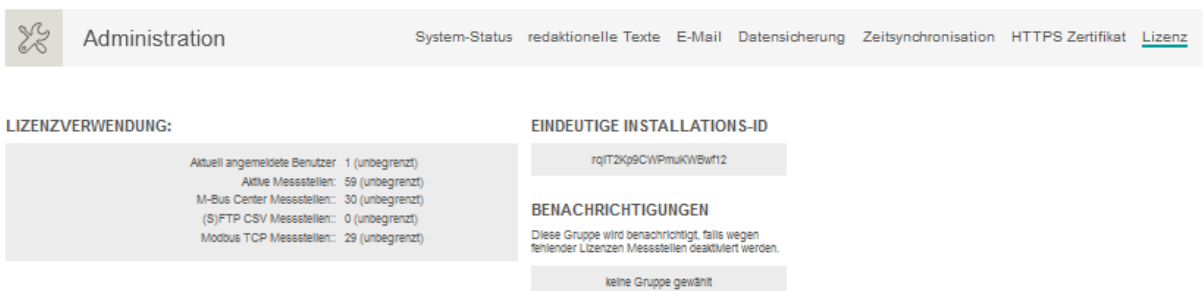 Administration
System-Status redaktionelle Texte E-Mail Datensicherung Zeitsynchronisation HTTPS Zertifikat Lizenz
LIZENZVERWENDUNG:
Aktuell angemeldete Benutzer 1 (unbegrenzt)
Aktive Messstellen: 59 (unbegrenzt)
M-Bus Center Messstellen:: 30 (unbegrenzt)
(S)FTP CSV Messstellen:: 0 (unbegrenzt)
Modbus TCP Messstellen:: 29 (unbegrenzt)
EINDEUTIGE INSTALLATIONS-ID
rqIT2Kp9CWPmuKWBwf12
BENACHRICHTIGUNGEN
Diese Gruppe wird benachrichtigt, falls wegen
fehlender Lizenzen Messstellen deaktiviert werden.
keine Gruppe gewählt